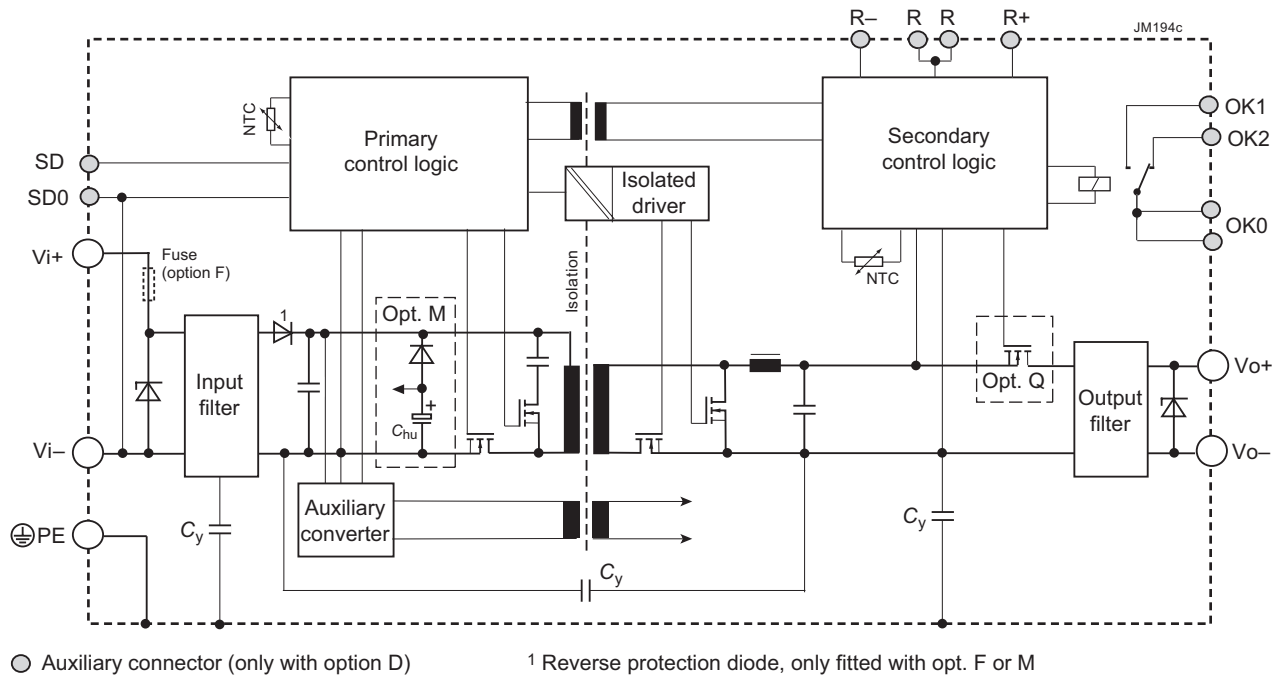 R–
R
R
R+
JM194c
NTC
Primary
control logic
Secondary
control logic
OK1
OK2
OK0
SD
SD0
Isolated
driver
Vi+
Fuse
(option F)
NTC
Isolation
1
Opt. M
Input
filter
+
Chu
Opt. Q
Output
filter
Vo+
Vi–
Vo–
Auxiliary
converter
PE
Cy
Cy
Cy
Auxiliary connector (only with option D)
1 Reverse protection diode, only fitted with opt. F or M